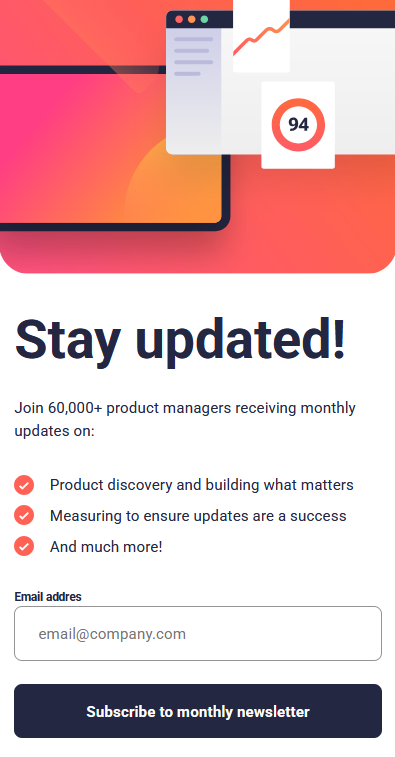 94
Stay updated!
Join 60,000+ product managers receiving monthly
updates on:
Product discovery and building what matters
Measuring to ensure updates are a success
And much more!
Email addres
email@company.com
Subscribe to monthly newsletter